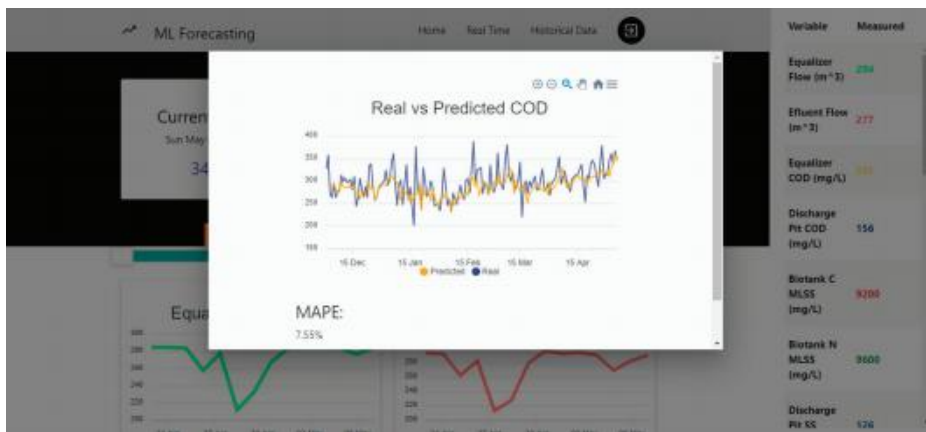 ML Forecasting
Home Real Time Historical Data
Variable Measured
Equalizer
Flow (m^3)
Effluent Flow
(m^3)
277
Equalizer
COD (mg/L)
Discharge
Pit COD
(mg/L)
156
Biotank C
MLSS
(mg/L)
9200
Biotank N
MLSS
(mg/L)
9600
Discharge
Pit SS
126
Curren
Sun May
34
Real vs Predicted COD
400
350
300
250
200
150
15 Dec 15 Jan 15 Feb 15 Mar 15 Apr
Predicted Real
MAPE:
7.55%
Equa